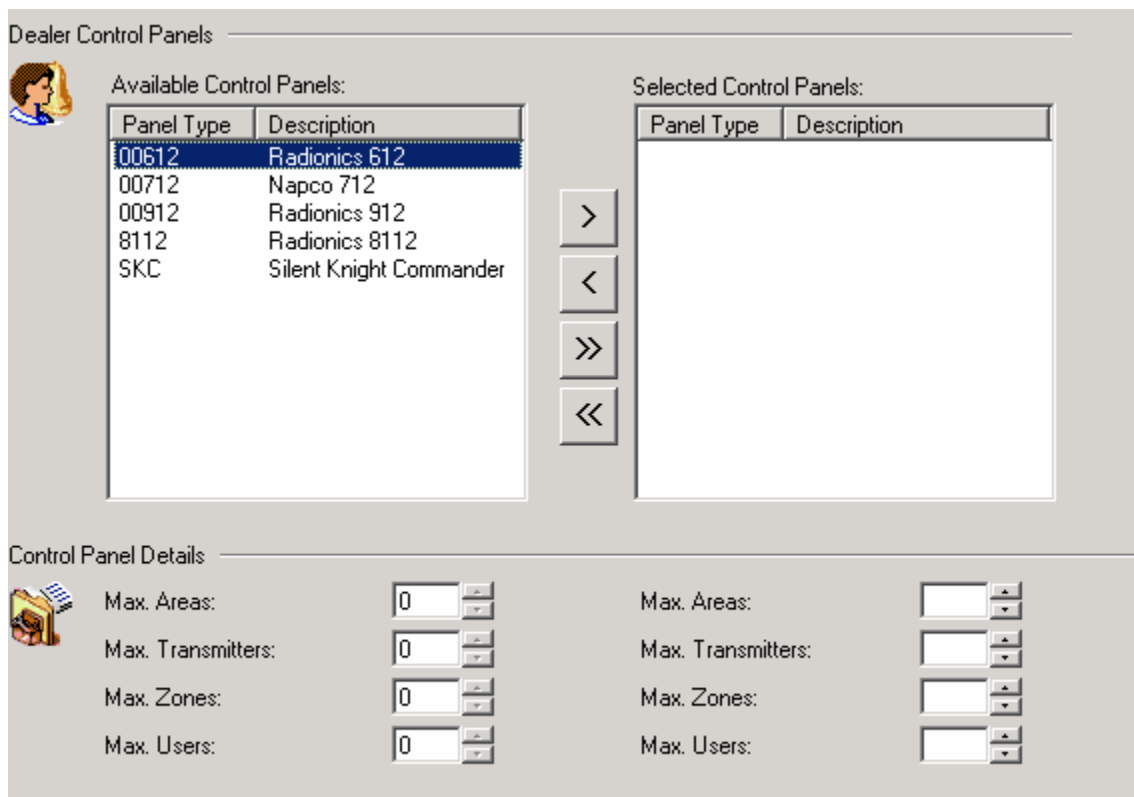 Dealer Control Panels
Available Control Panels:
Selected Control Panels:
Panel Type Description
Panel Type Description
00612 Radionics 612
00712 Napco 712
00912 Radionics 912
8112 Radionics 8112
SKC Silent Knight Commander
>
<
>>
<<
Control Panel Details
Max. Areas: 0
Max. Areas:
Max. Transmitters: 0
Max. Transmitters:
Max. Zones: 0
Max. Zones:
Max. Users: 0
Max. Users: